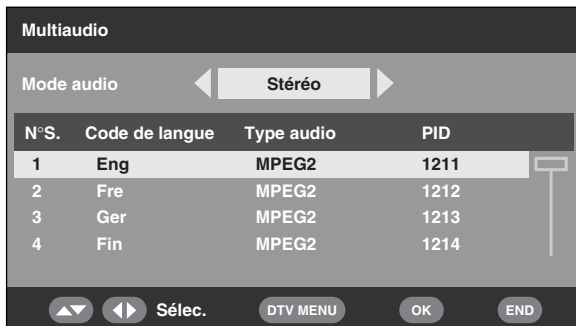 Multiaudio
Mode audio Stéréo
N°S. Code de langue Type audio PID
1 Eng MPEG2 1211
2 Fre MPEG2 1212
3 Ger MPEG2 1213
4 Fin MPEG2 1214
Sélec. DTV MENU OK END